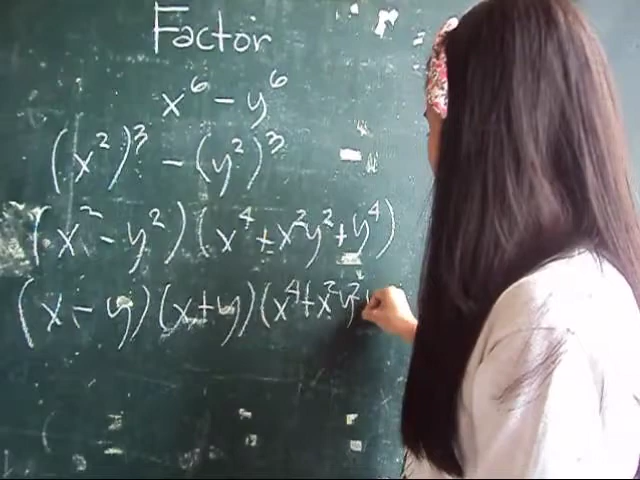 Factor
x⁶ - y⁶
(x²)³ - (y²)³
(x² - y²)(x⁴ + x²y² + y⁴)
(x - y)(x + y)(x⁴ + x²y²